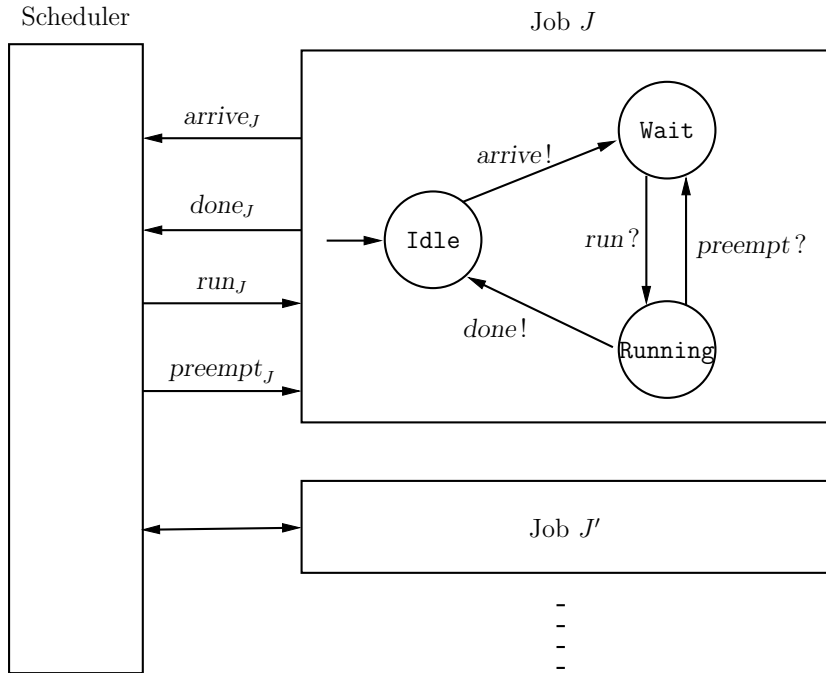 Scheduler
Job J
arrive_J
done_J
run_J
preempt_J
arrive!
Wait
Idle
run?
preempt?
done!
Running
Job J'